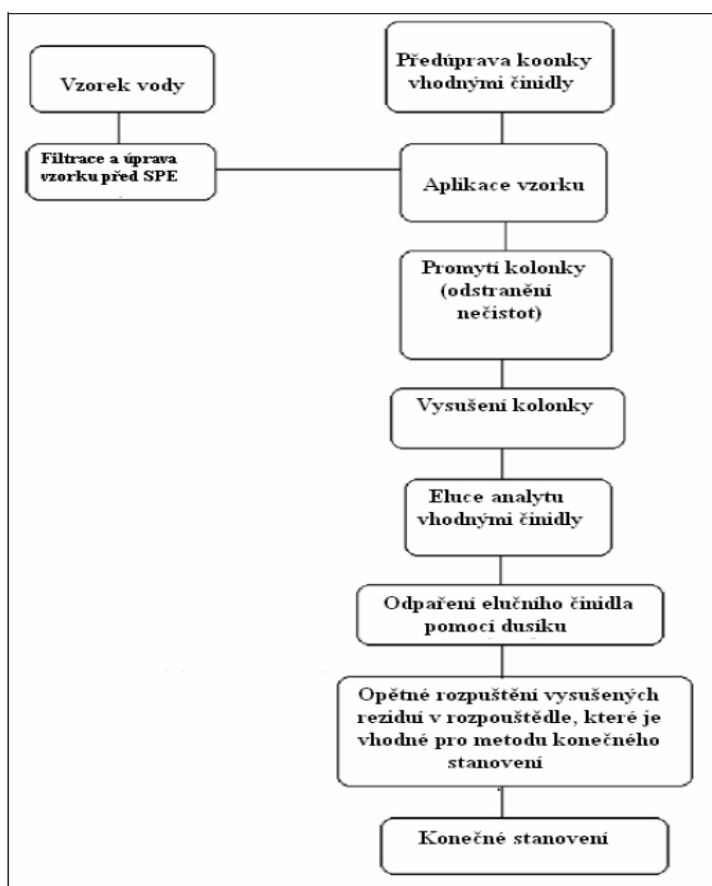 Vzorek vody
Předúprava koonky
vhodnými činidly
Filtrace a úprava
vzorku před SPE
Aplikace vzorku
Promytí kolonky
(odstranění
nečistot)
Vysušení kolonky
Eluce analytu
vhodnými činidly
Odpaření elučního činidla
pomocí dusíku
Opětné rozpuštění vysušených
reziduí v rozpouštědle, které je
vhodné pro metodu konečného
stanovení
Konečné stanovení